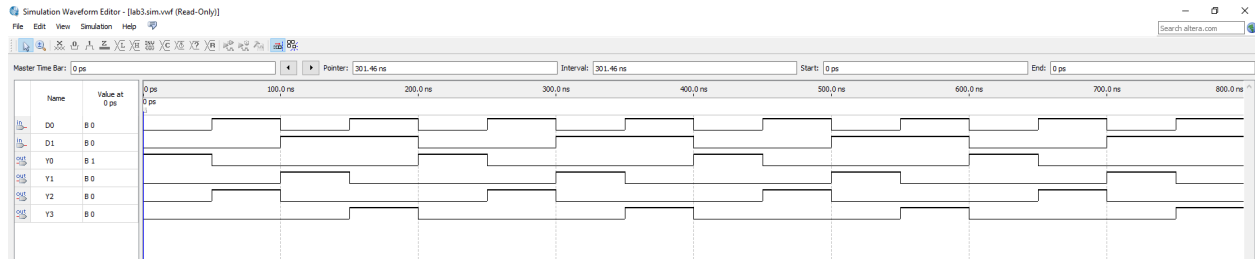 Simulation Waveform Editor - [lab3.sim.vwf (Read-Only)]
File Edit View Simulation Help
Search altera.com
Master Time Bar: 0 ps Pointer: 301.46 ns Interval: 301.46 ns Start: 0 ps End: 0 ps
Name Value at 0 ps
0 ps 100.0 ns 200.0 ns 300.0 ns 400.0 ns 500.0 ns 600.0 ns 700.0 ns 800.0 ns
0 ps
in D0 B 0
in D1 B 0
out Y0 B 1
out Y1 B 0
out Y2 B 0
out Y3 B 0